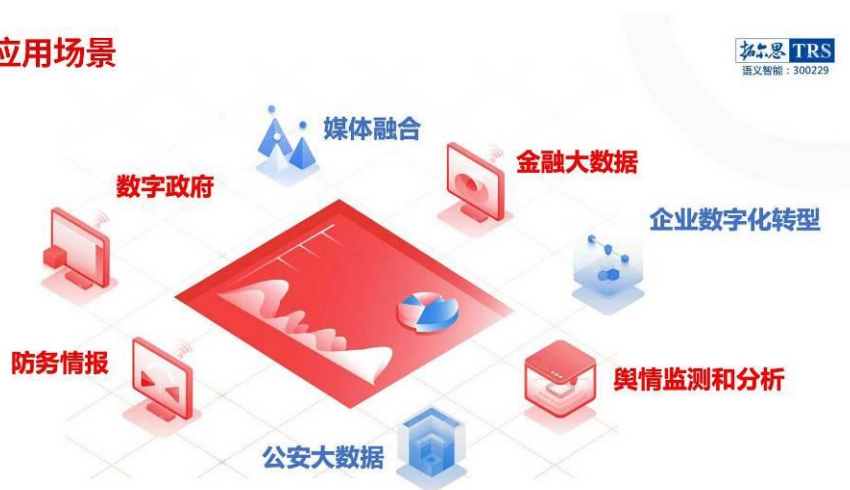 应用场景
拓尔思 TRS
语义智能：300229
媒体融合
金融大数据
数字政府
企业数字化转型
防务情报
舆情监测和分析
公安大数据